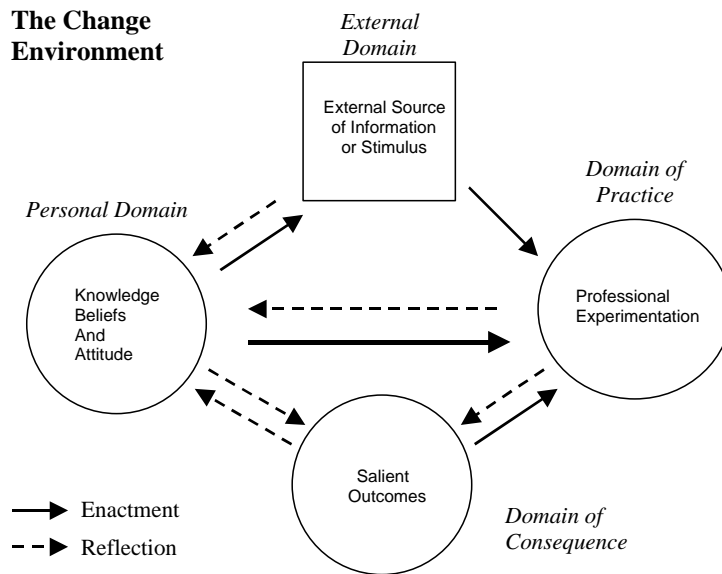 The Change
Environment
External
Domain
External Source
of Information
or Stimulus
Domain of
Practice
Personal Domain
Knowledge
Beliefs
And
Attitude
Professional
Experimentation
Salient
Outcomes
Enactment
Reflection
Domain of
Consequence